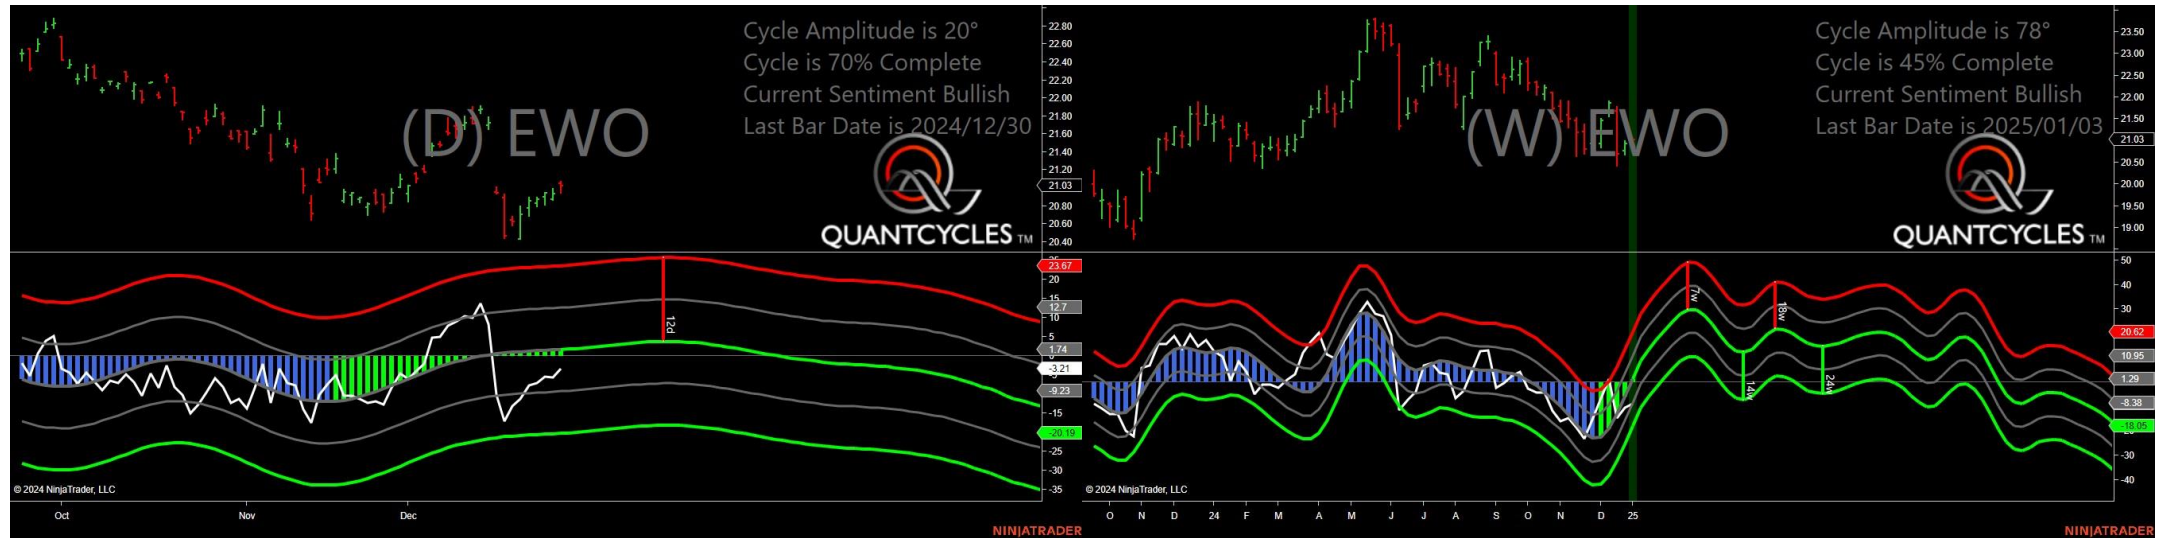 Cycle Amplitude is 20°
Cycle is 70% Complete
Current Sentiment Bullish
Last Bar Date is 2024/12/30
(D) EWO
QUANTCYCLES TM
22.80
22.60
22.40
22.20
22.00
21.80
21.60
21.40
21.20
21.03
20.80
20.60
20.40
23.67
20
15
12.7
10
5
1.74
-3.21
-9.23
-15
-20.19
-25
-30
-35
12d
© 2024 NinjaTrader, LLC
Oct Nov Dec
NINJATRADER
Cycle Amplitude is 78°
Cycle is 45% Complete
Current Sentiment Bullish
Last Bar Date is 2025/01/03
(W) EWO
QUANTCYCLES TM
23.50
23.00
22.50
22.00
21.50
21.03
20.50
20.00
19.50
19.00
50
40
30
20.62
10.95
1.29
-8.38
-18.05
-30
-40
7w
18w
14w
24w
© 2024 NinjaTrader, LLC
O N D 24 F M A M J J A S O N D 25
NINJATRADER